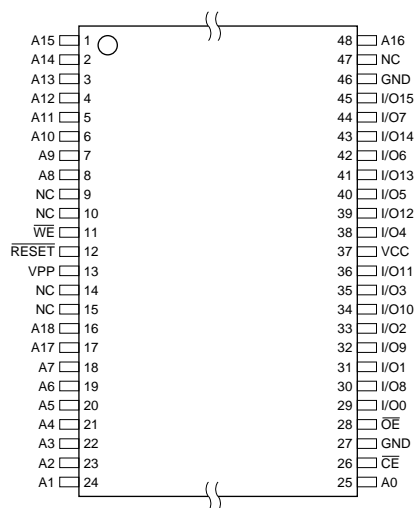 A15 1 48 A16
A14 2 47 NC
A13 3 46 GND
A12 4 45 I/O15
A11 5 44 I/O7
A10 6 43 I/O14
A9 7 42 I/O6
A8 8 41 I/O13
NC 9 40 I/O5
NC 10 39 I/O12
W̅E̅ 11 38 I/O4
R̅E̅S̅E̅T̅ 12 37 VCC
VPP 13 36 I/O11
NC 14 35 I/O3
NC 15 34 I/O10
A18 16 33 I/O2
A17 17 32 I/O9
A7 18 31 I/O1
A6 19 30 I/O8
A5 20 29 I/O0
A4 21 28 O̅E̅
A3 22 27 GND
A2 23 26 C̅E̅
A1 24 25 A0